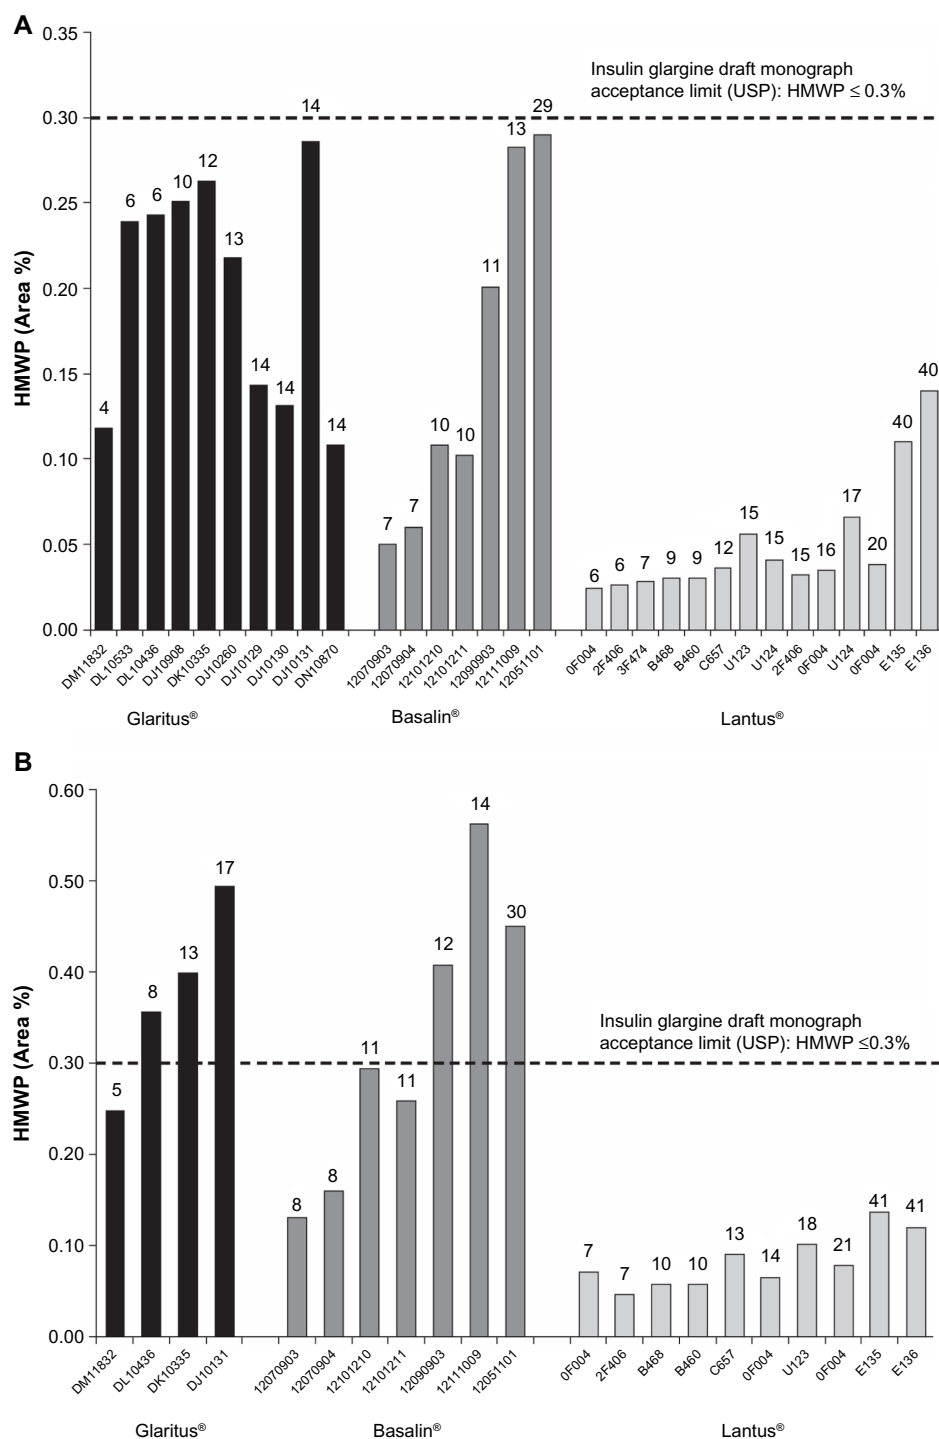 A
0.35
0.30
0.25
0.20
0.15
0.10
0.05
0.00
HMWP (Area %)
Insulin glargine draft monograph
acceptance limit (USP): HMWP ≤ 0.3%
4
6
6
10
12
13
14
14
14
14
7
7
10
10
11
13
29
6
6
7
9
9
12
15
15
15
16
17
20
40
40
DM11832
DL10533
DL10436
DJ10908
DK10335
DJ10260
DJ10129
DJ10130
DJ10131
DN10870
12070903
12070904
12101210
12101211
12090903
12111009
12051101
0F004
2F406
3F474
B468
B460
C657
U123
U124
2F406
0F004
U124
0F004
E135
E136
Glaritus®
Basalin®
Lantus®
B
0.60
0.50
0.40
0.30
0.20
0.10
0.00
HMWP (Area %)
Insulin glargine draft monograph
acceptance limit (USP): HMWP ≤0.3%
5
8
13
17
8
8
11
11
12
14
30
7
7
10
10
13
14
18
21
41
41
DM11832
DL10436
DK10335
DJ10131
12070903
12070904
12101210
12101211
12090903
12111009
12051101
0F004
2F406
B468
B460
C657
0F004
U123
0F004
E135
E136
Glaritus®
Basalin®
Lantus®